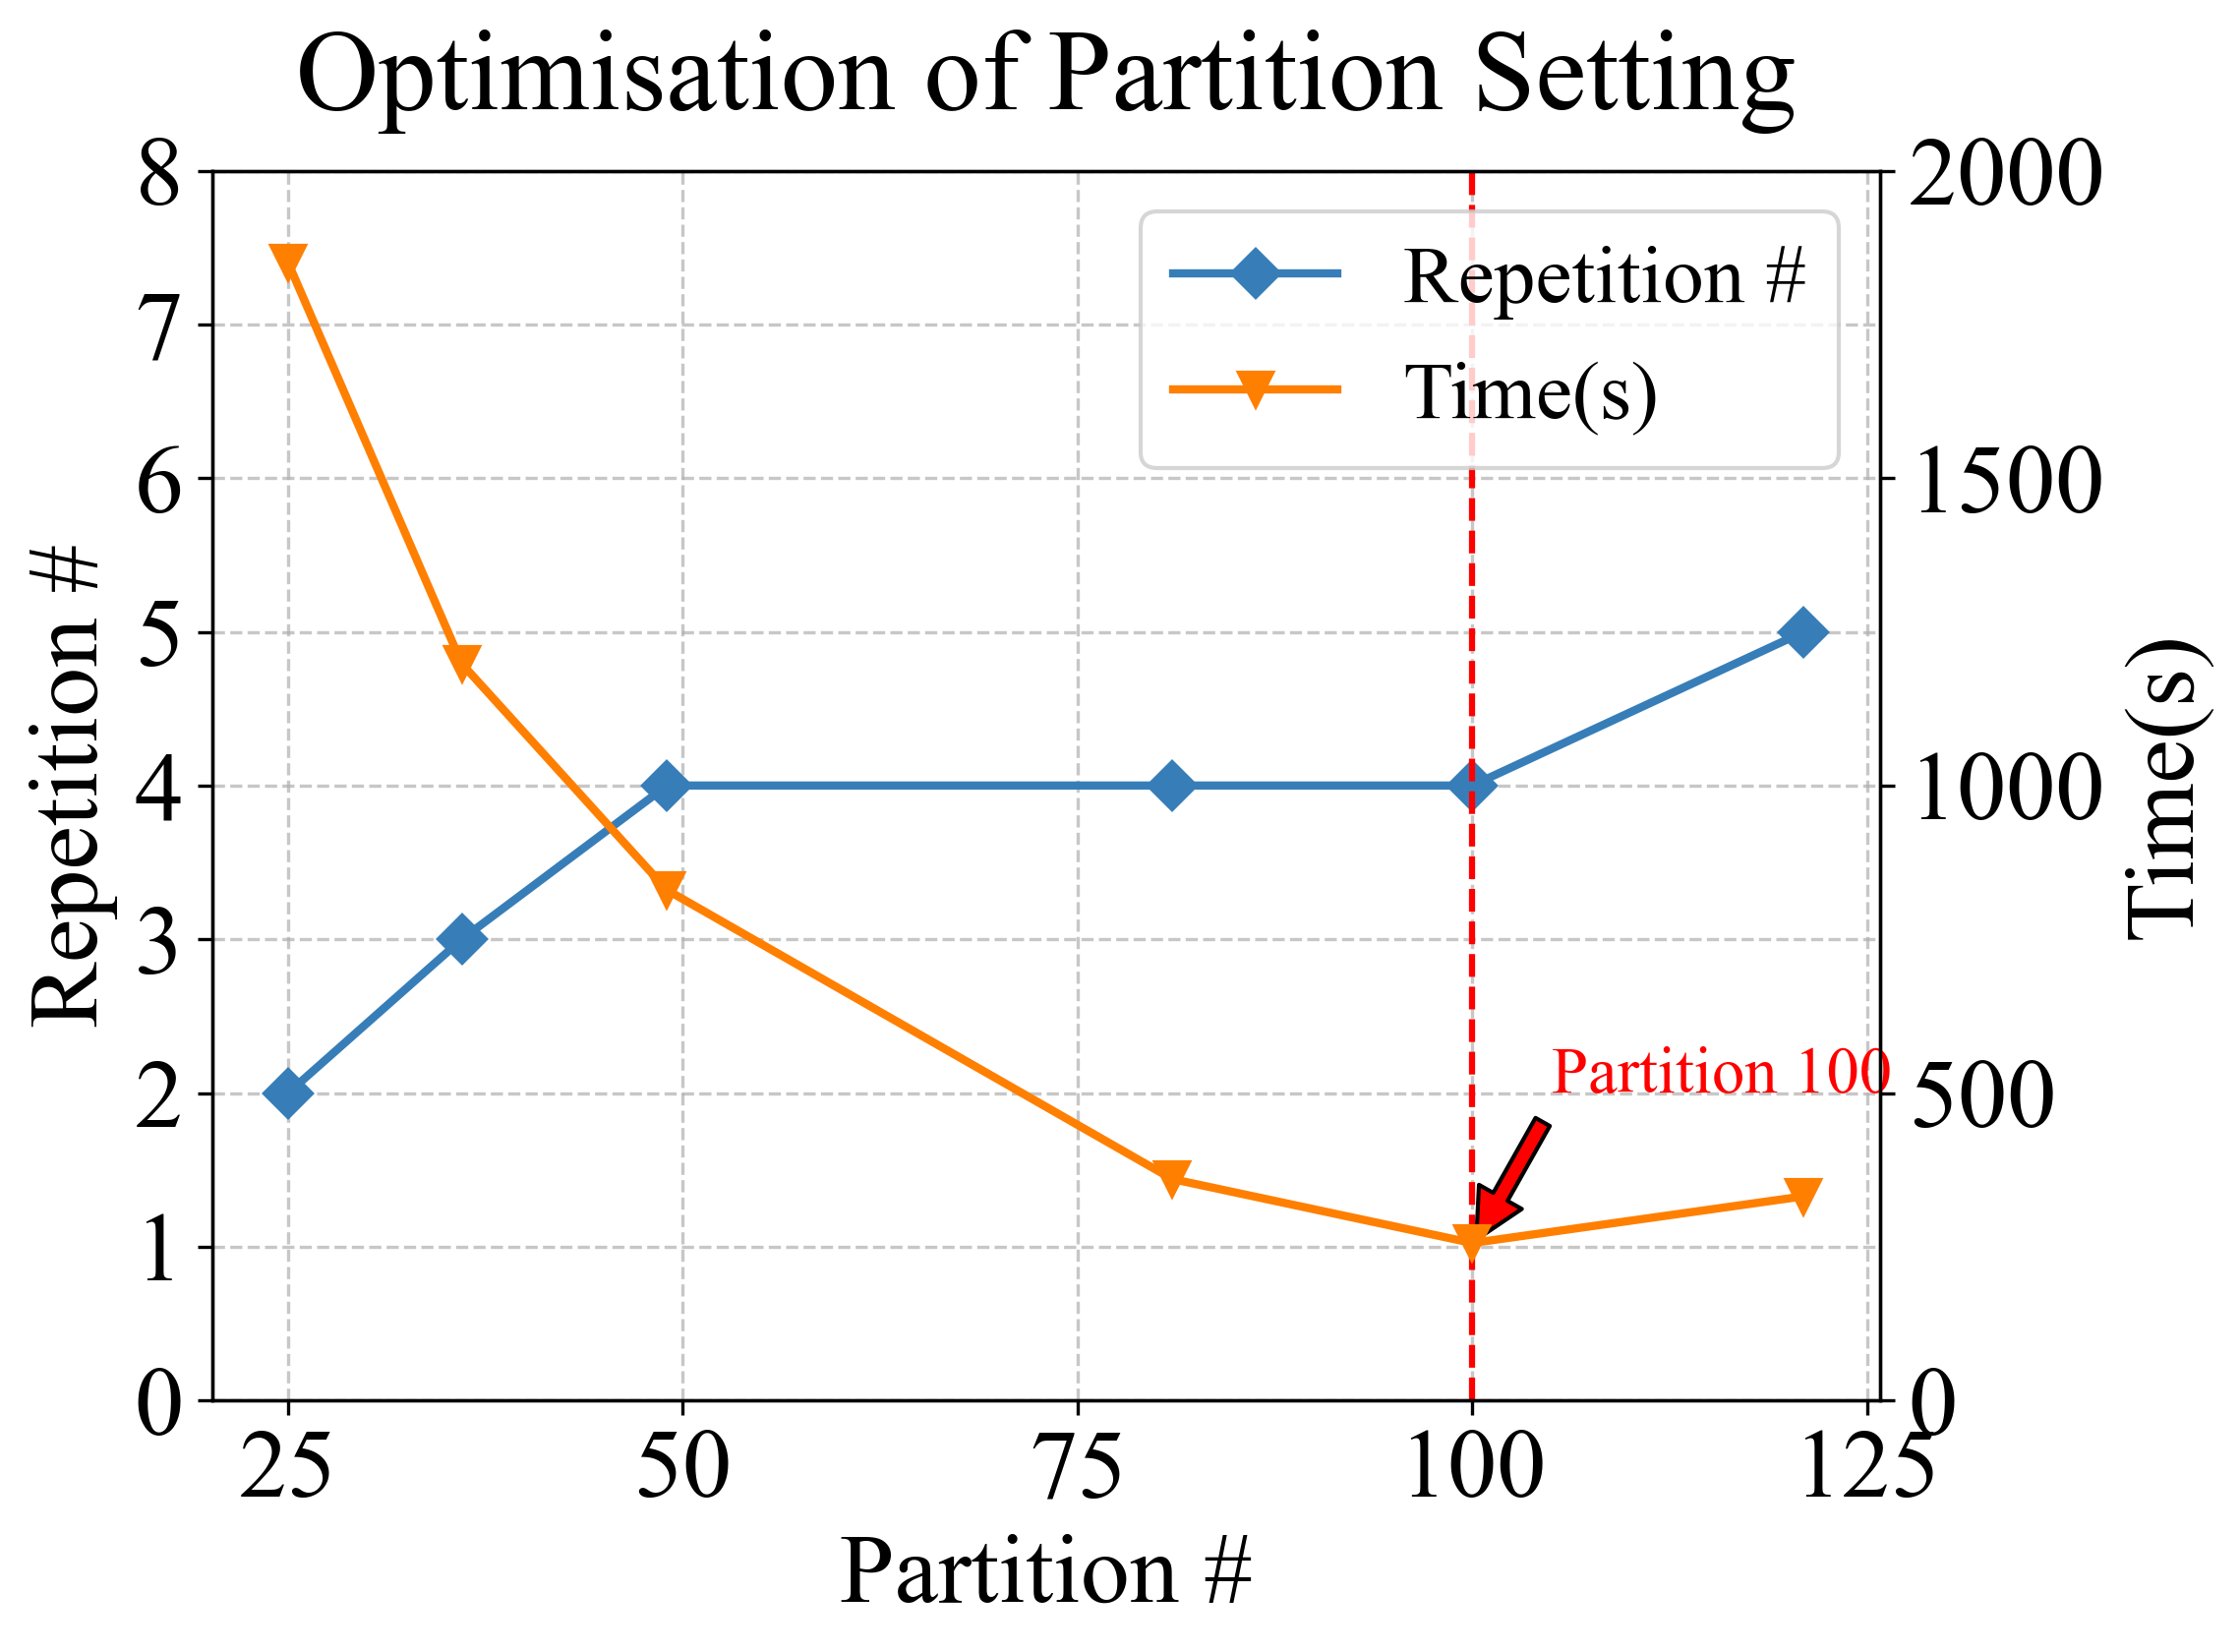 Optimisation of Partition Setting
8
7
6
5
4
3
2
1
0
Repetition #
2000
1500
1000
500
0
Time(s)
Repetition #
Time(s)
Partition 100
25 50 75 100 125
Partition #